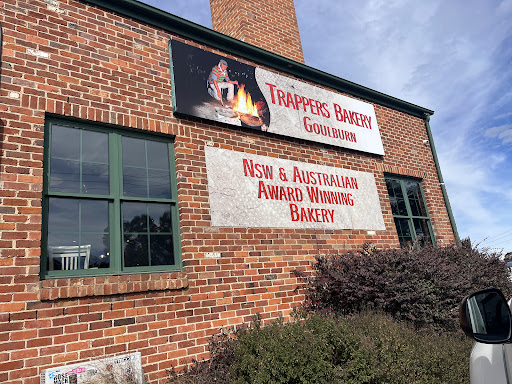 TRAPPERS BAKERY
GOULBURN
NSW & AUSTRALIAN
AWARD WINNING
BAKERY